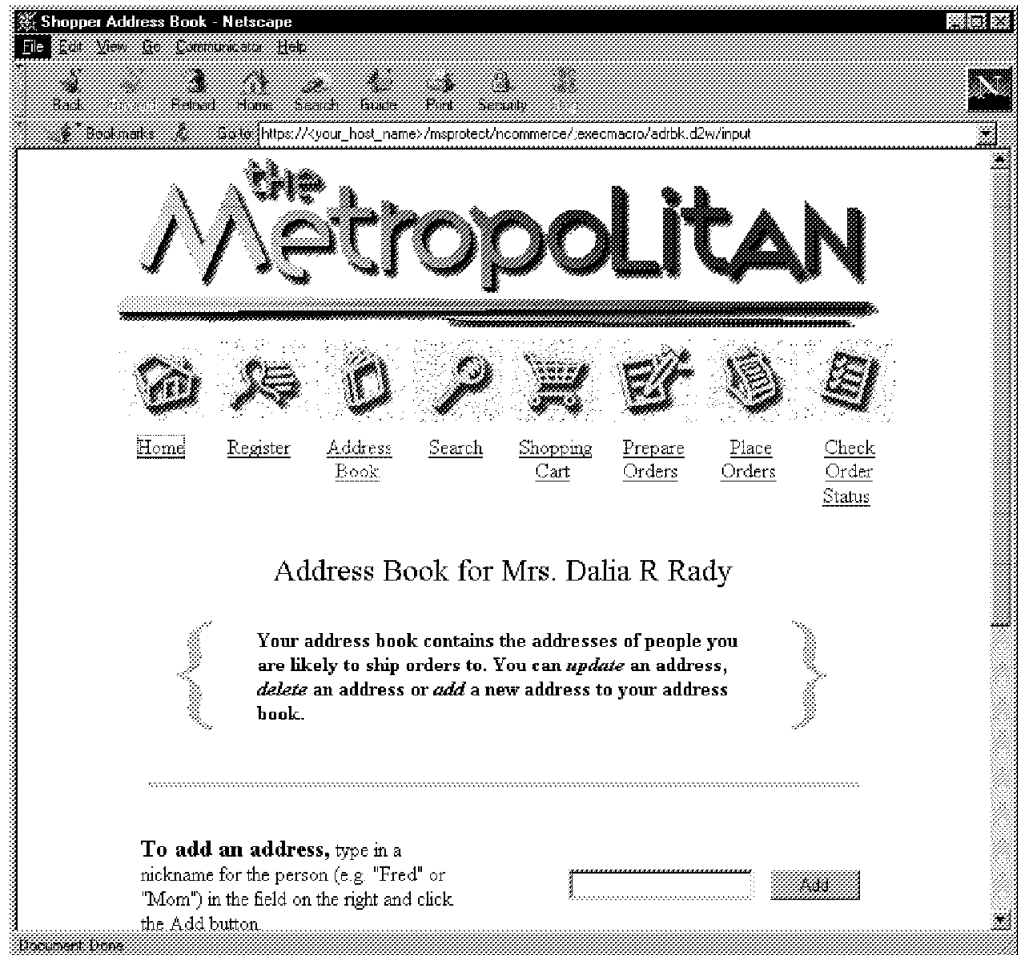 Shopper Address Book - Netscape
File Edit View Go Communicator Help
Back Forward Reload Home Search Guide Print Security Stop
Bookmarks Go to: https://<your_host_name>/msprotect/ncommerce/;execmacro/adrbk.d2w/input
N
the
Metropolitan
Home Register Address Book Search Shopping Cart Prepare Orders Place Orders Check Order Status
Address Book for Mrs. Dalia R Rady
Your address book contains the addresses of people you
are likely to ship orders to. You can update an address,
delete an address or add a new address to your address
book.
To add an address, type in a
nickname for the person (e.g. "Fred" or
"Mom") in the field on the right and click
the Add button.
Add
Document: Done